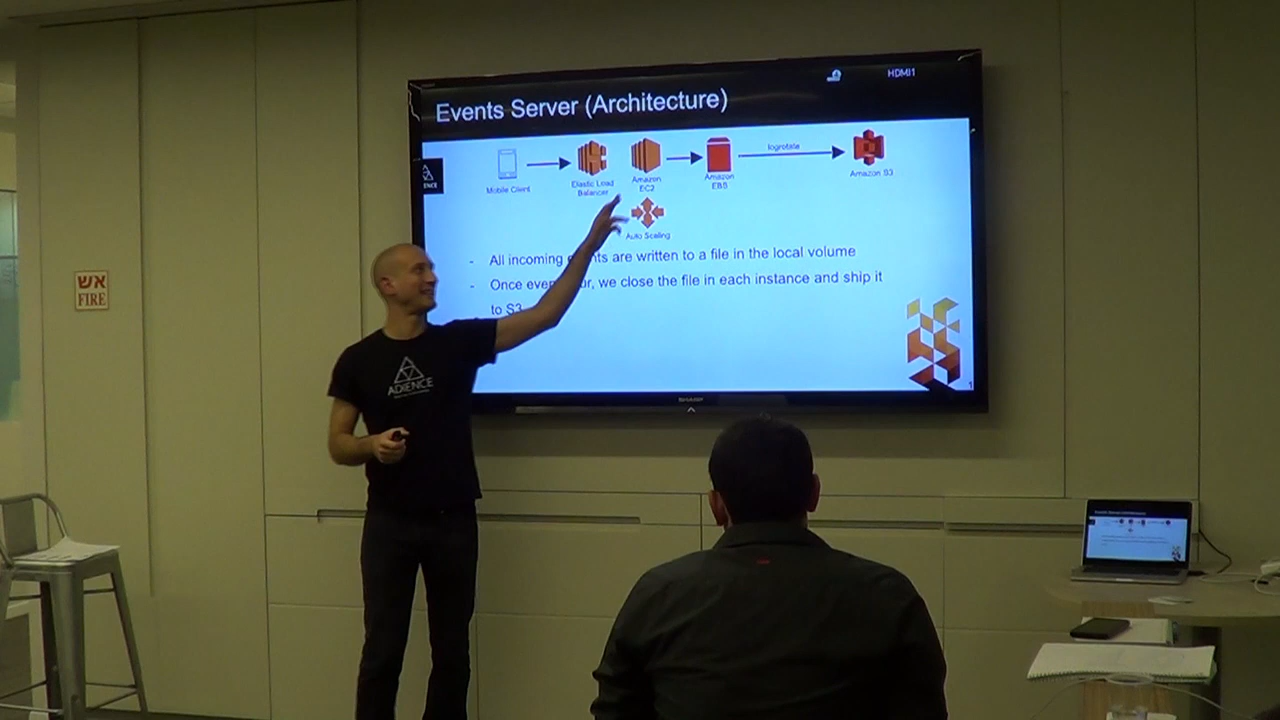 HDMI1
Events Server (Architecture)
logrotate
Mobile Client
Elastic Load
Balancer
Amazon
EC2
Amazon
EBS
Amazon S3
Auto Scaling
- All incoming are written to a file in the local volume
- Once we close the file in each instance and ship it
to S3
אש
FIRE
ADIENCE
SHARP
1